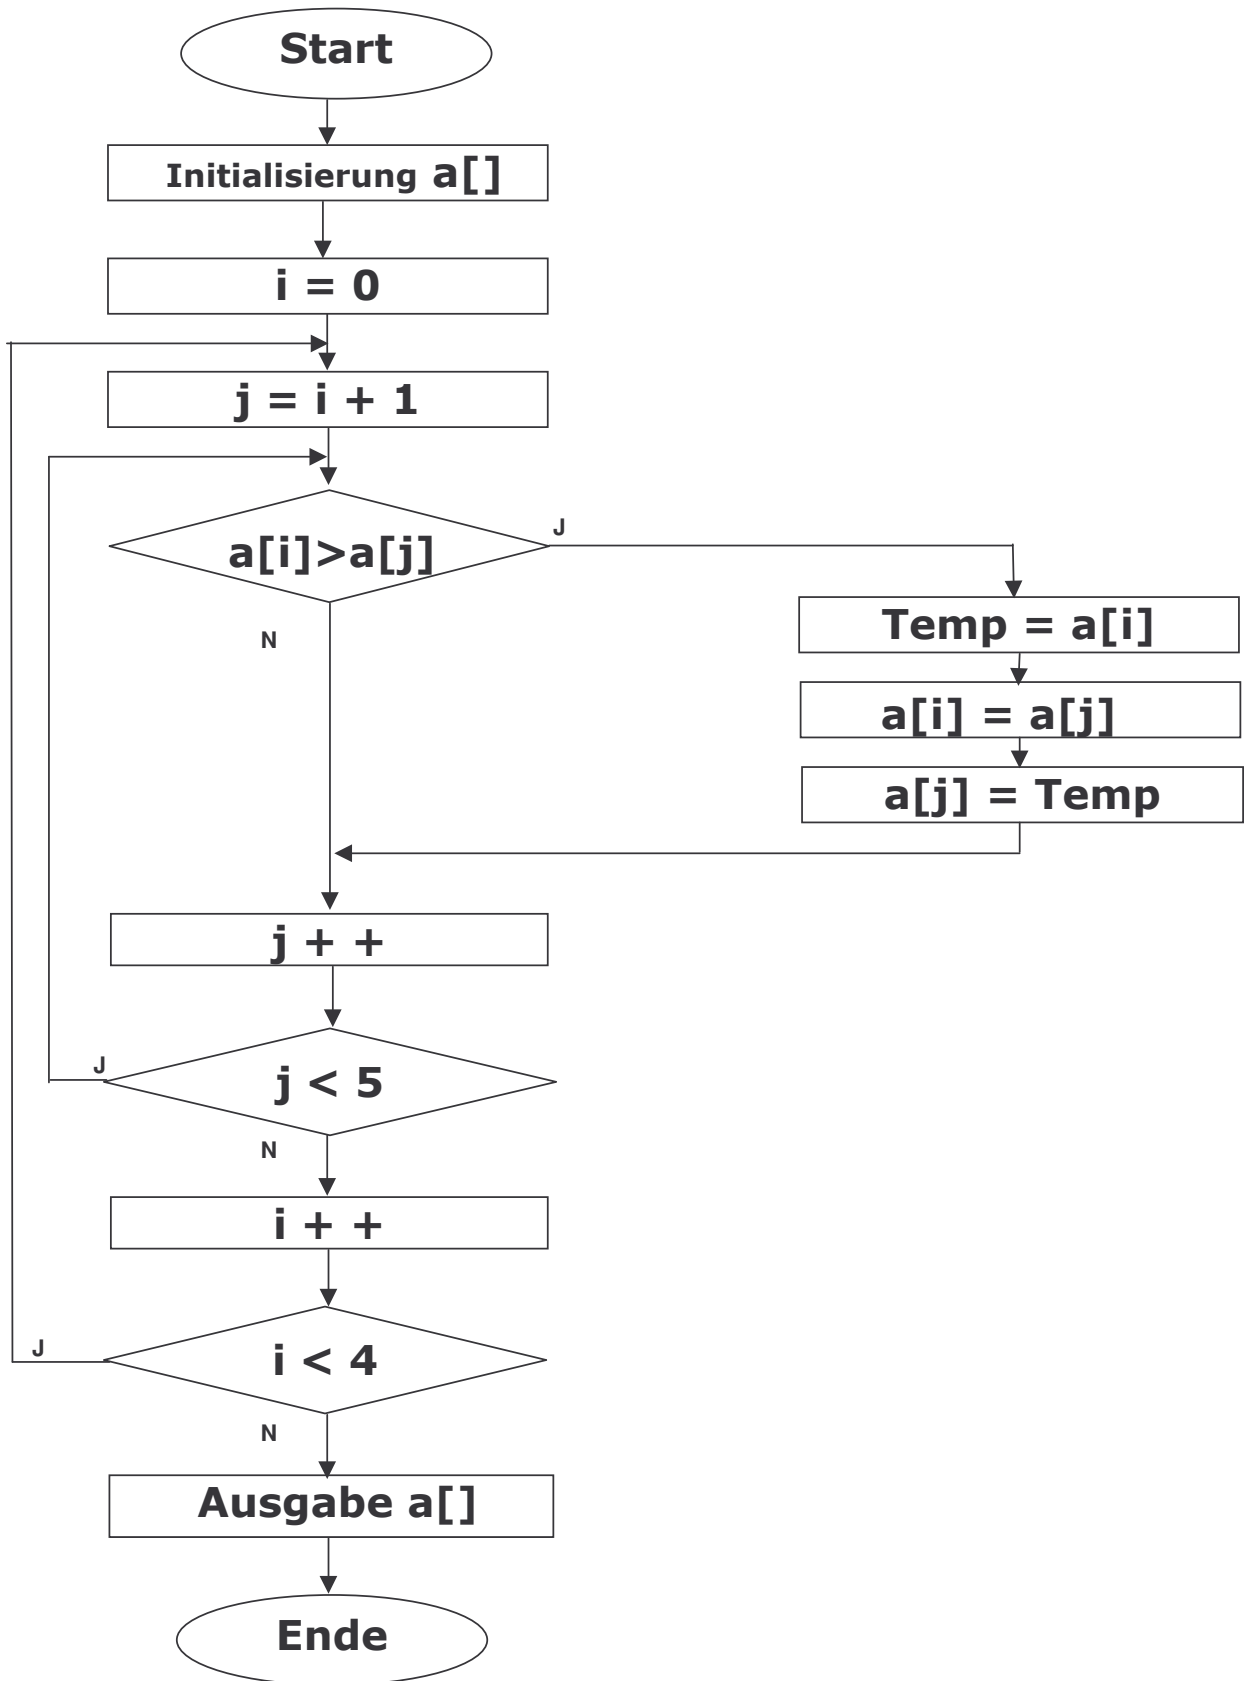 Start
Initialisierung a[]
i = 0
j = i + 1
a[i]>a[j]
J
N
Temp = a[i]
a[i] = a[j]
a[j] = Temp
j + +
j < 5
J
N
i + +
i < 4
J
N
Ausgabe a[]
Ende